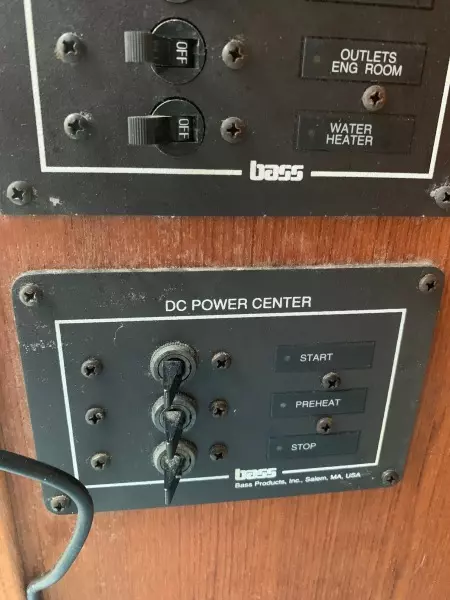 OFF
OUTLETS
ENG ROOM
OFF
WATER
HEATER
bass
DC POWER CENTER
START
PREHEAT
STOP
bass
Bass Products, Inc., Salem, MA, USA